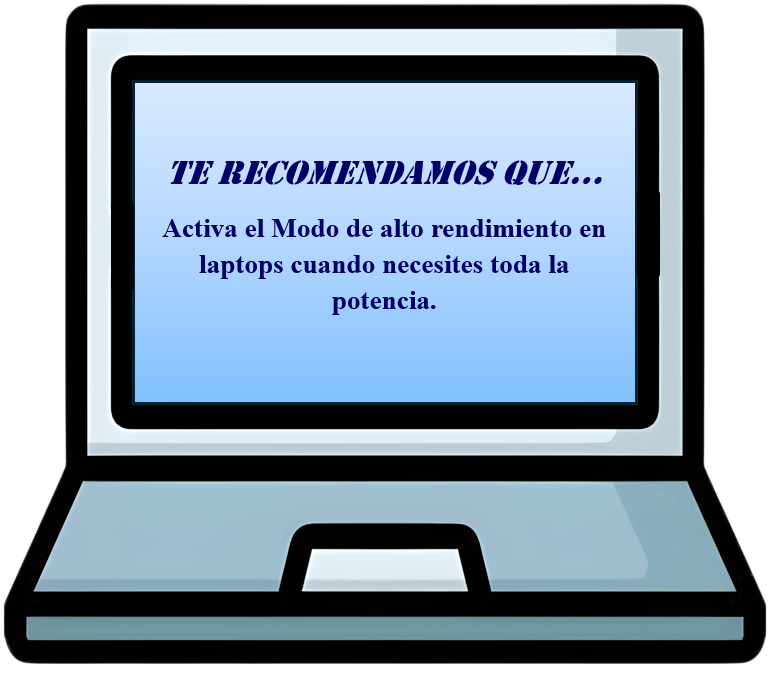 TE RECOMENDAMOS QUE...
Activa el Modo de alto rendimiento en
laptops cuando necesites toda la
potencia.